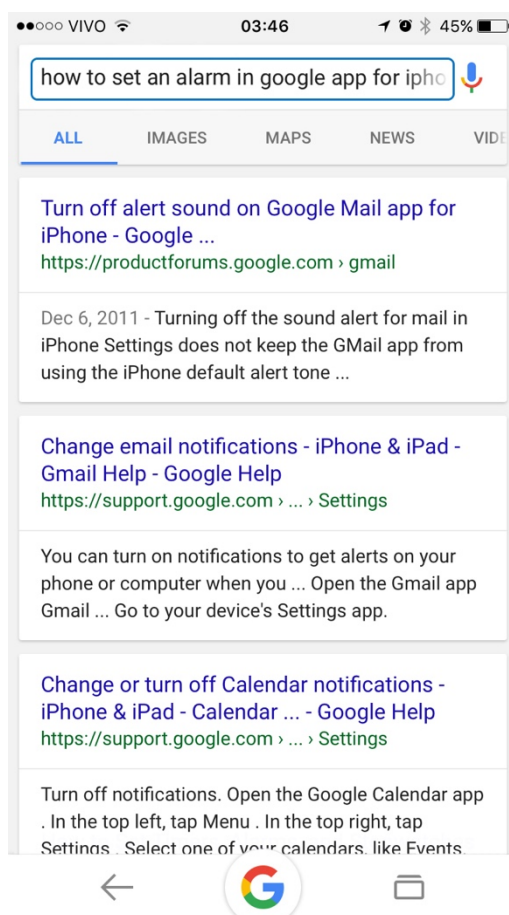 VIVO 03:46 45%
how to set an alarm in google app for ipho
ALL IMAGES MAPS NEWS VIDE
Turn off alert sound on Google Mail app for
iPhone - Google ...
https://productforums.google.com › gmail
Dec 6, 2011 - Turning off the sound alert for mail in
iPhone Settings does not keep the GMail app from
using the iPhone default alert tone ...
Change email notifications - iPhone & iPad -
Gmail Help - Google Help
https://support.google.com › ... › Settings
You can turn on notifications to get alerts on your
phone or computer when you ... Open the Gmail app
Gmail ... Go to your device's Settings app.
Change or turn off Calendar notifications -
iPhone & iPad - Calendar ... - Google Help
https://support.google.com › ... › Settings
Turn off notifications. Open the Google Calendar app
. In the top left, tap Menu . In the top right, tap
Settings . Select one of your calendars, like Events,
G